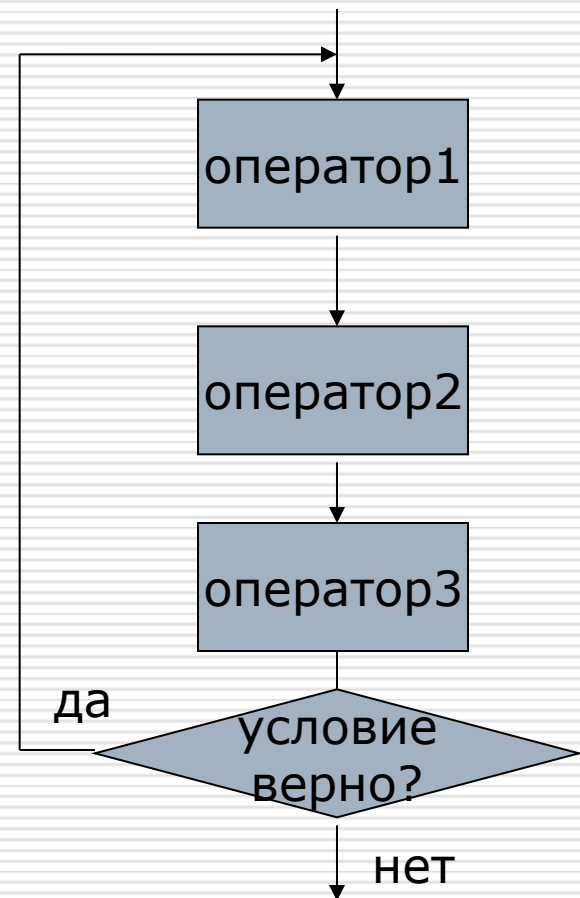 оператор1
оператор2
оператор3
да
условие
верно?
нет